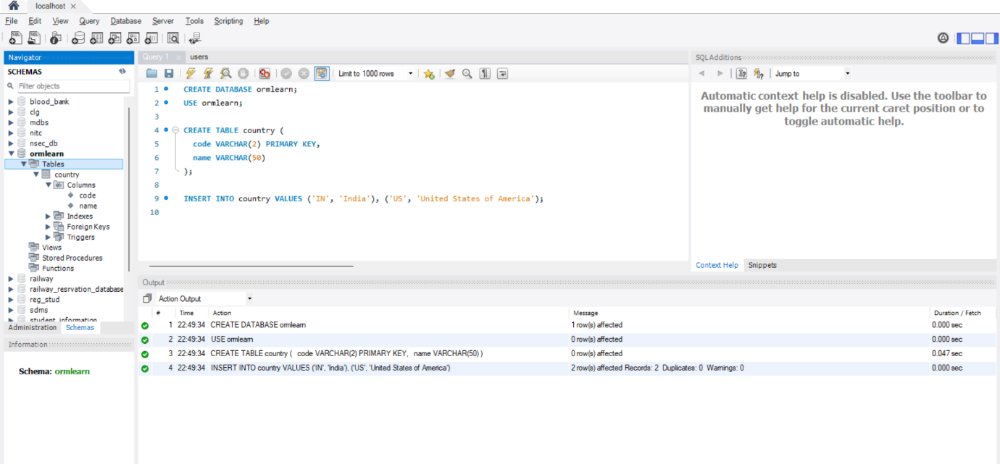 localhost ×
File Edit View Query Database Server Tools Scripting Help
Navigator
SCHEMAS
Filter objects
blood_bank
clg
mdbs
nitc
nsec_db
ormlearn
Tables
country
Columns
code
name
Indexes
Foreign Keys
Triggers
Views
Stored Procedures
Functions
railway
railway_resrvation_database
reg_stud
sdms
student_information
Administration Schemas
Information
Schema: ormlearn
Query 1 × users
Limit to 1000 rows
1 CREATE DATABASE ormlearn;
2 USE ormlearn;
3
4 CREATE TABLE country (
5 code VARCHAR(2) PRIMARY KEY,
6 name VARCHAR(50)
7 );
8
9 INSERT INTO country VALUES ('IN', 'India'), ('US', 'United States of America');
10
SQLAdditions
Jump to
Automatic context help is disabled. Use the toolbar to
manually get help for the current caret position or to
toggle automatic help.
Context Help Snippets
Output
Action Output
# Time Action Message Duration / Fetch
1 22:49:34 CREATE DATABASE ormlearn 1 row(s) affected 0.000 sec
2 22:49:34 USE ormlearn 0 row(s) affected 0.000 sec
3 22:49:34 CREATE TABLE country ( code VARCHAR(2) PRIMARY KEY, name VARCHAR(50) ) 0 row(s) affected 0.047 sec
4 22:49:34 INSERT INTO country VALUES ('IN', 'India'), ('US', 'United States of America') 2 row(s) affected Records: 2 Duplicates: 0 Warnings: 0 0.000 sec